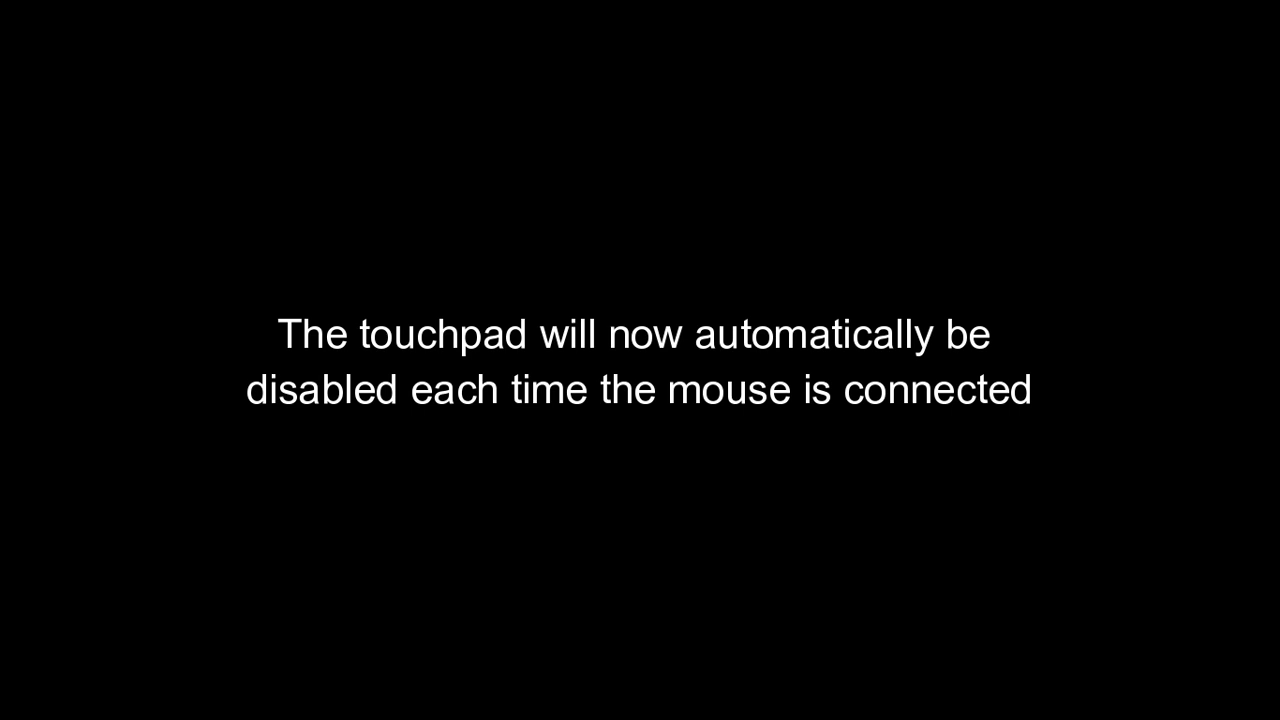 The touchpad will now automatically be
disabled each time the mouse is connected